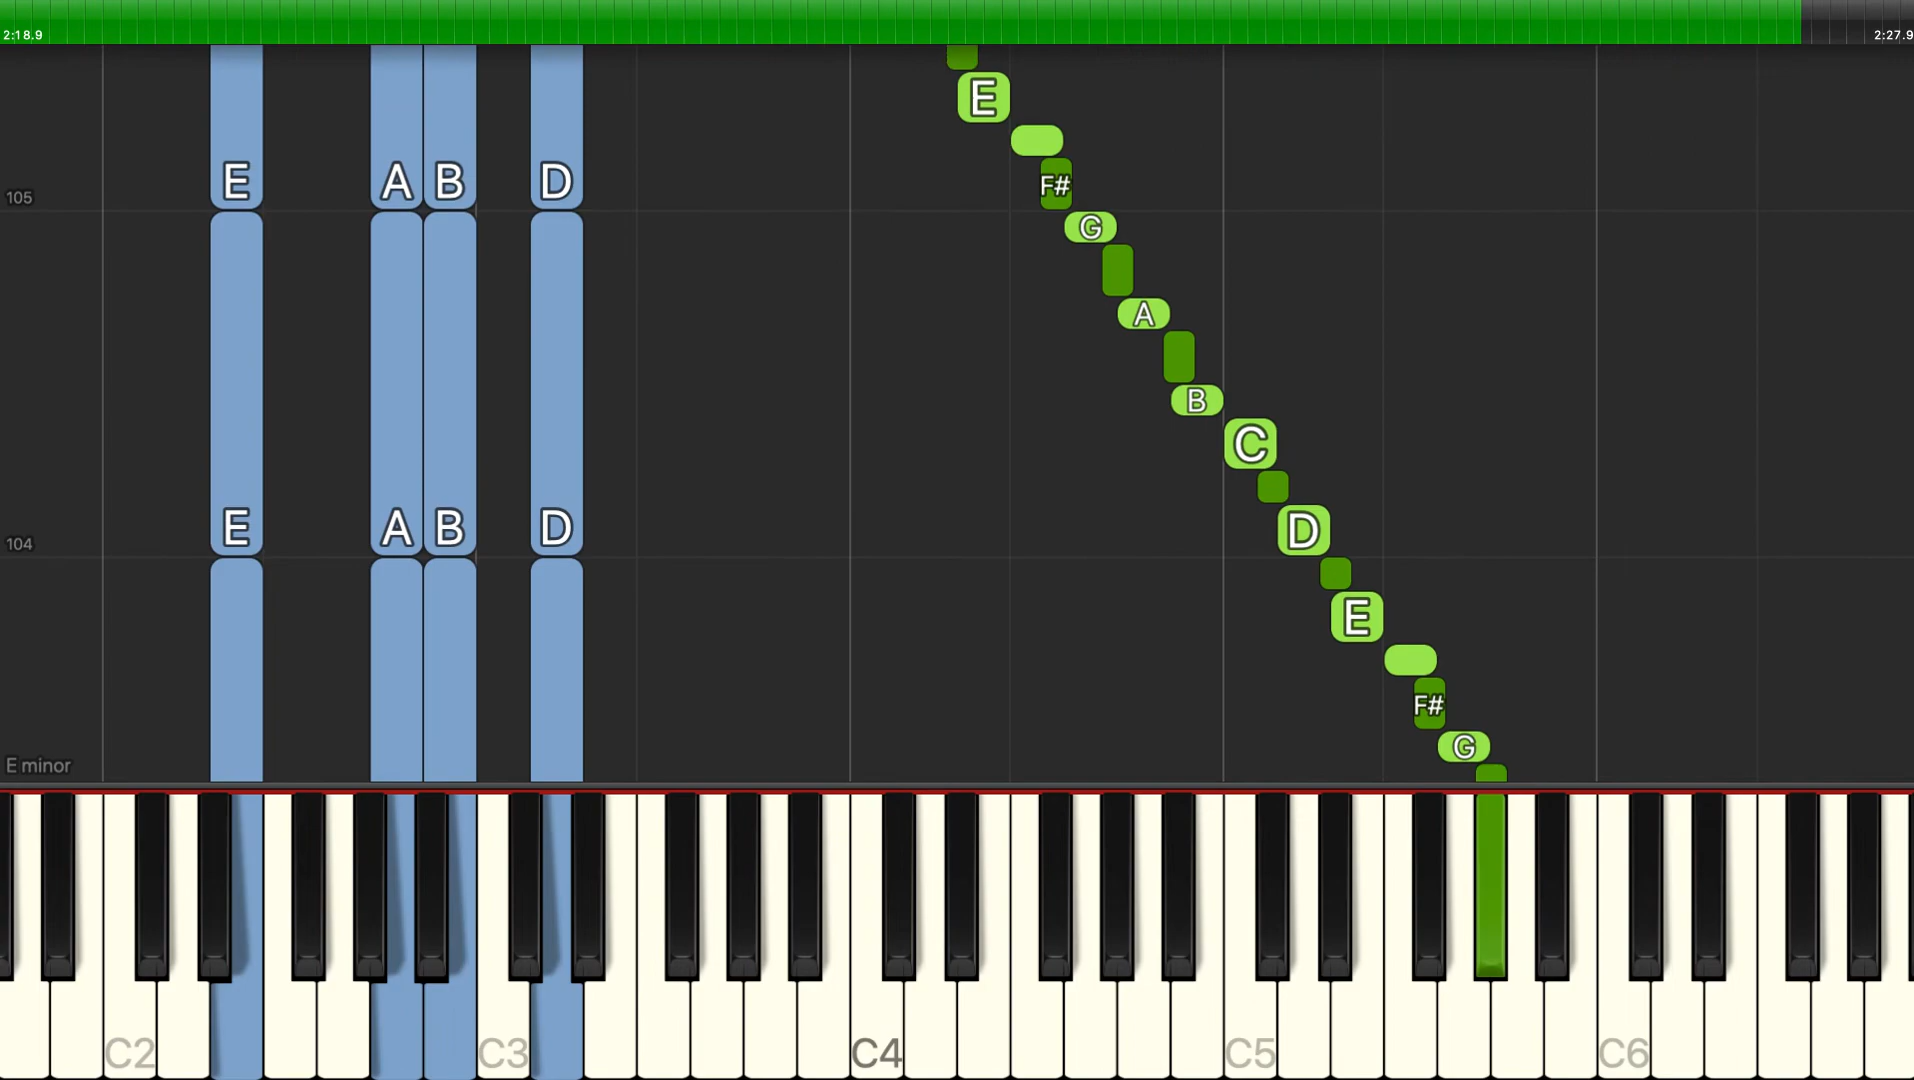 2:18.9 2:27.9
E
E A B D
105
F#
G
A
B
C
E A B D
104
D
E
F#
G
E minor
C2 C3 C4 C5 C6